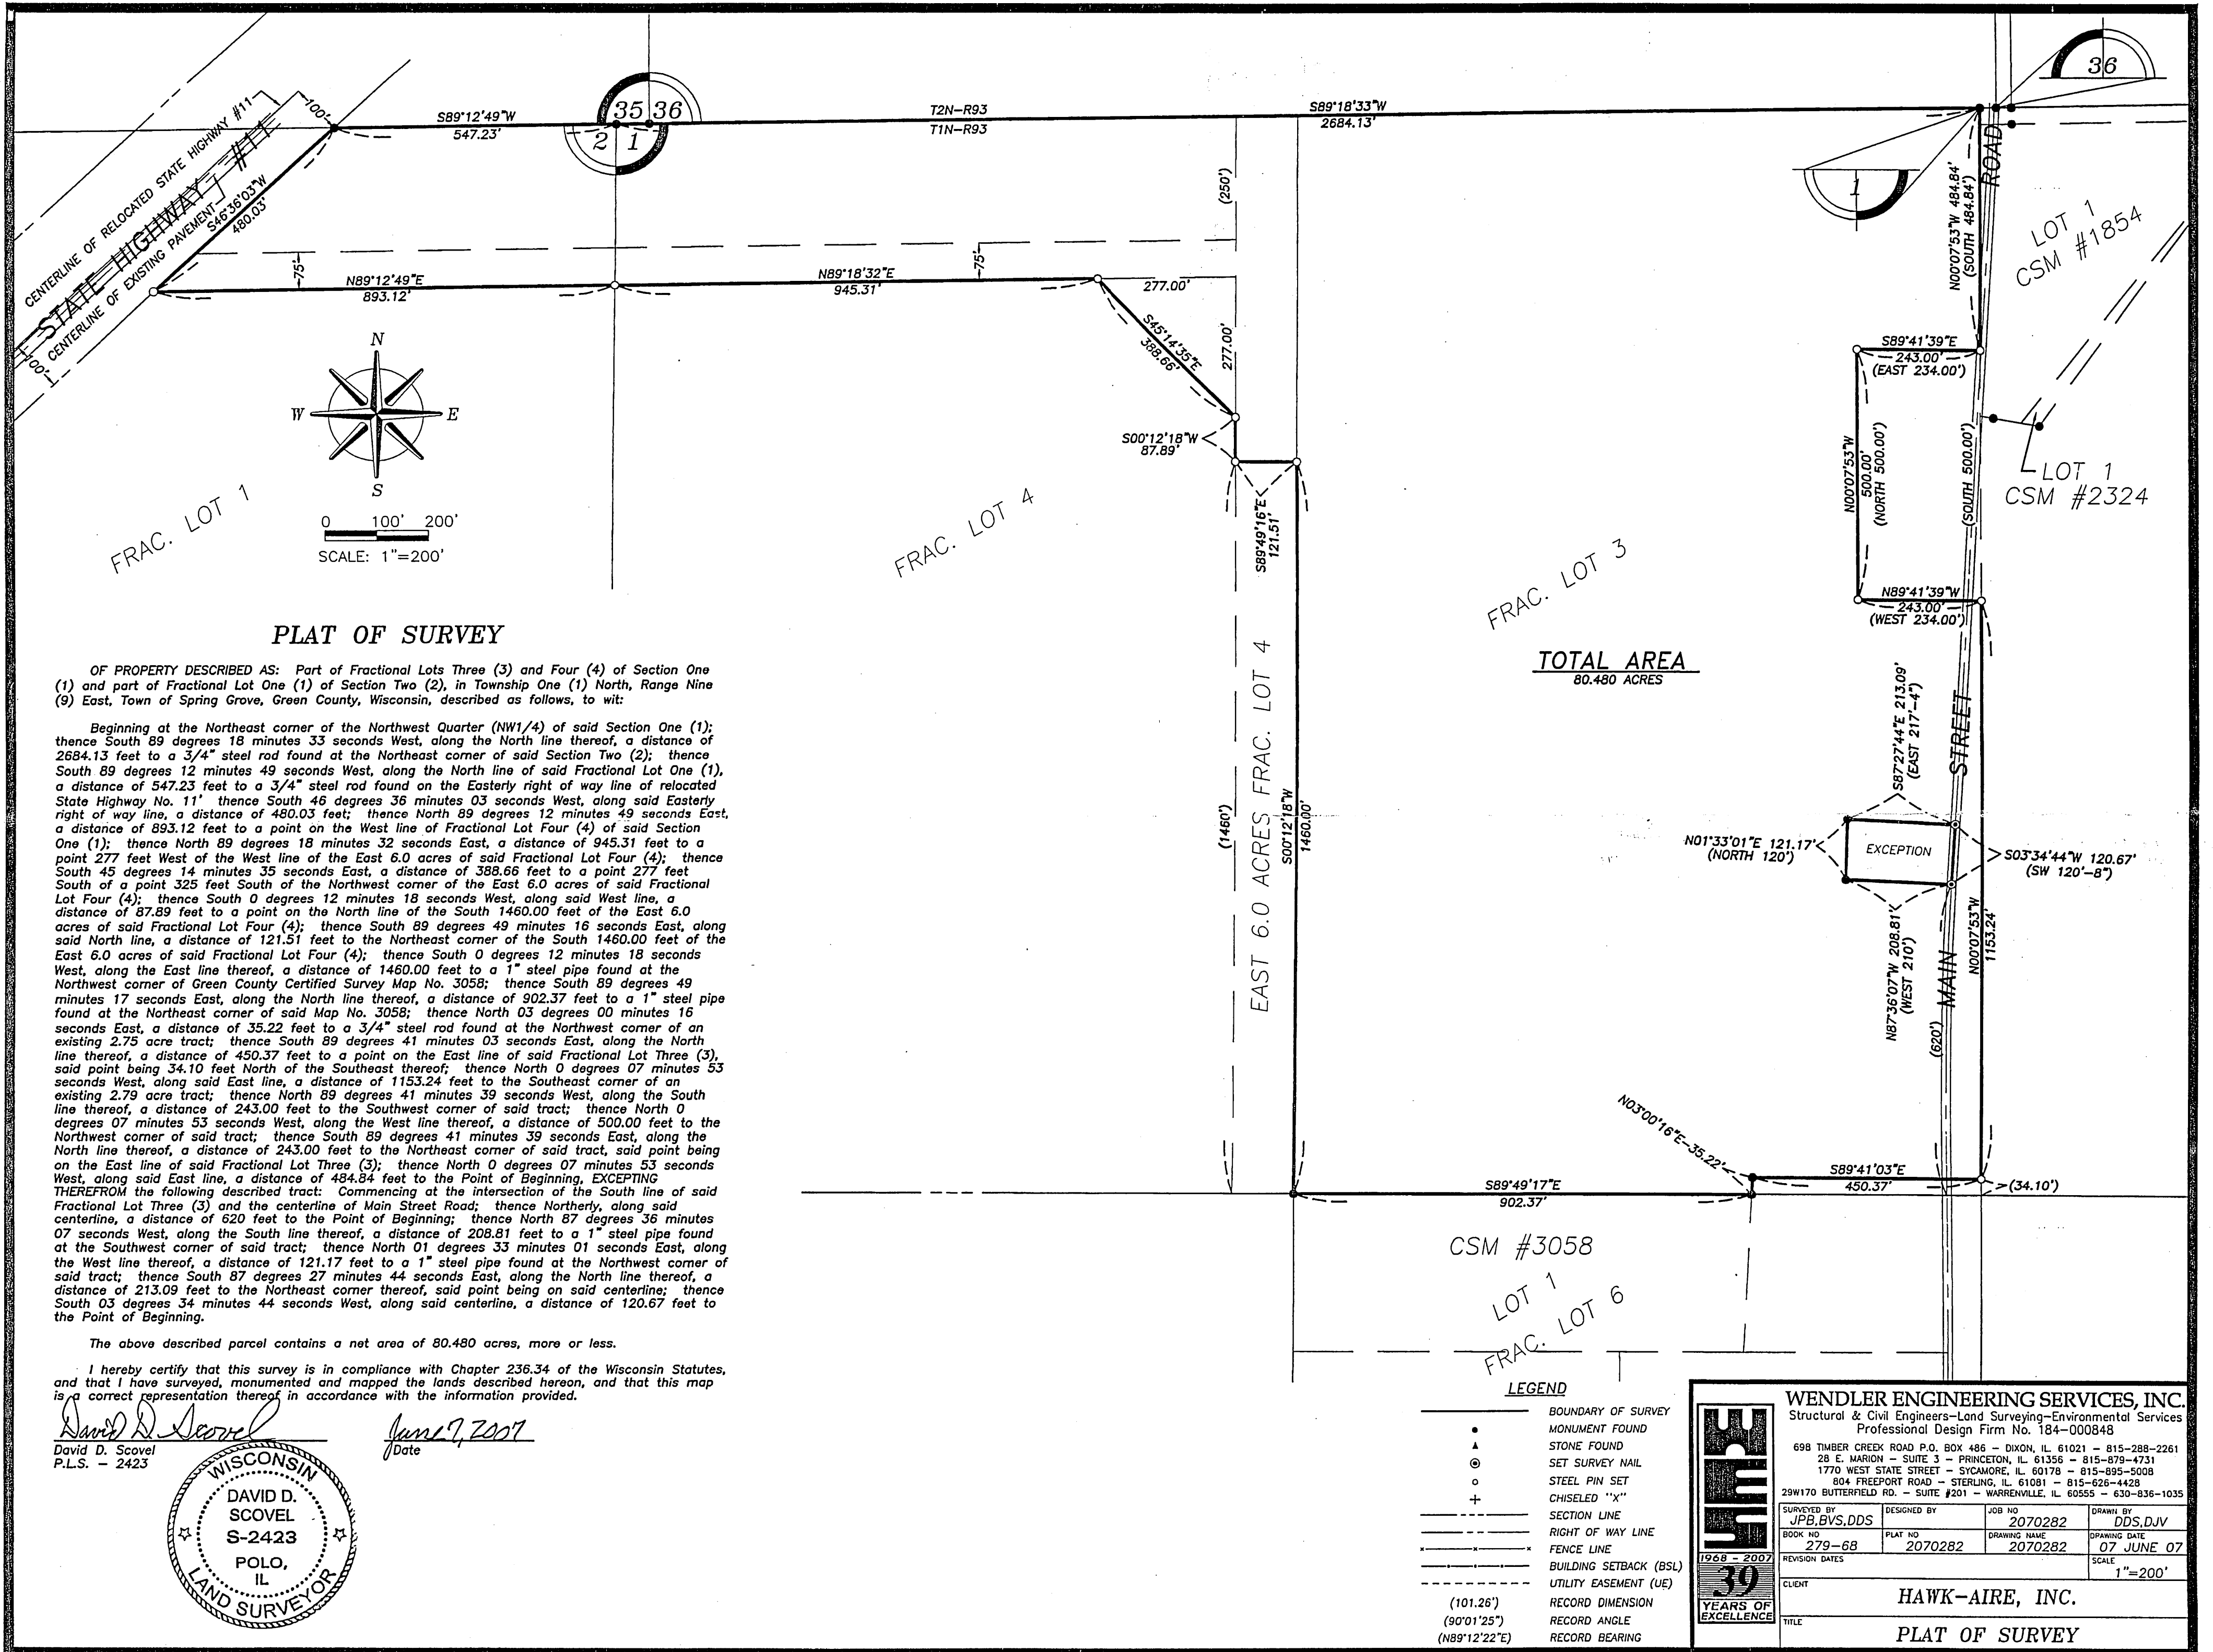 36
35 36
2 1
CENTERLINE OF RELOCATED STATE HIGHWAY #11
STATE HIGHWAY #11
CENTERLINE OF EXISTING PAVEMENT
100'
100'
S46°36'03"W
480.03'
S89°12'49"W
547.23'
T2N-R93
T1N-R93
S89°18'33"W
2684.13'
1
ROAD
N00°07'53"W 484.84'
(SOUTH 484.84')
LOT 1
CSM #1854
(250')
75'
75'
N89°12'49"E
893.12'
N89°18'32"E
945.31'
277.00'
277.00'
S45°14'35"E
388.66'
S00°12'18"W
87.89'
S89°49'16"E
121.51'
S89°41'39"E
243.00'
(EAST 234.00')
N00°07'53"W
500.00'
(NORTH 500.00')
(SOUTH 500.00')
LOT 1
CSM #2324
N89°41'39"W
243.00'
(WEST 234.00')
N
W E
S
0 100' 200'
SCALE: 1"=200'
FRAC. LOT 1
FRAC. LOT 4
FRAC. LOT 3
TOTAL AREA
80.480 ACRES
EAST 6.0 ACRES FRAC. LOT 4
(1460')
S00°12'18"W
1460.00'
S87°27'44"E 213.09'
(EAST 217'-4")
STREET
N01°33'01"E 121.17'
(NORTH 120')
EXCEPTION
S03°34'44"W 120.67'
(SW 120'-8")
N87°36'07"W 208.81'
(WEST 210')
MAIN
(620')
N00°07'53"W
1153.24'
N03°00'16"E-35.22'
S89°41'03"E
450.37'
(34.10')
S89°49'17"E
902.37'
CSM #3058
LOT 1
FRAC. LOT 6
PLAT OF SURVEY
OF PROPERTY DESCRIBED AS: Part of Fractional Lots Three (3) and Four (4) of Section One
(1) and part of Fractional Lot One (1) of Section Two (2), in Township One (1) North, Range Nine
(9) East, Town of Spring Grove, Green County, Wisconsin, described as follows, to wit:
Beginning at the Northeast corner of the Northwest Quarter (NW1/4) of said Section One (1);
thence South 89 degrees 18 minutes 33 seconds West, along the North line thereof, a distance of
2684.13 feet to a 3/4" steel rod found at the Northeast corner of said Section Two (2); thence
South 89 degrees 12 minutes 49 seconds West, along the North line of said Fractional Lot One (1),
a distance of 547.23 feet to a 3/4" steel rod found on the Easterly right of way line of relocated
State Highway No. 11' thence South 46 degrees 36 minutes 03 seconds West, along said Easterly
right of way line, a distance of 480.03 feet; thence North 89 degrees 12 minutes 49 seconds East,
a distance of 893.12 feet to a point on the West line of Fractional Lot Four (4) of said Section
One (1); thence North 89 degrees 18 minutes 32 seconds East, a distance of 945.31 feet to a
point 277 feet West of the West line of the East 6.0 acres of said Fractional Lot Four (4); thence
South 45 degrees 14 minutes 35 seconds East, a distance of 388.66 feet to a point 277 feet
South of a point 325 feet South of the Northwest corner of the East 6.0 acres of said Fractional
Lot Four (4); thence South 0 degrees 12 minutes 18 seconds West, along said West line, a
distance of 87.89 feet to a point on the North line of the South 1460.00 feet of the East 6.0
acres of said Fractional Lot Four (4); thence South 89 degrees 49 minutes 16 seconds East, along
said North line, a distance of 121.51 feet to the Northeast corner of the South 1460.00 feet of the
East 6.0 acres of said Fractional Lot Four (4); thence South 0 degrees 12 minutes 18 seconds
West, along the East line thereof, a distance of 1460.00 feet to a 1" steel pipe found at the
Northwest corner of Green County Certified Survey Map No. 3058; thence South 89 degrees 49
minutes 17 seconds East, along the North line thereof, a distance of 902.37 feet to a 1" steel pipe
found at the Northeast corner of said Map No. 3058; thence North 03 degrees 00 minutes 16
seconds East, a distance of 35.22 feet to a 3/4" steel rod found at the Northwest corner of an
existing 2.75 acre tract; thence South 89 degrees 41 minutes 03 seconds East, along the North
line thereof, a distance of 450.37 feet to a point on the East line of said Fractional Lot Three (3),
said point being 34.10 feet North of the Southeast thereof; thence North 0 degrees 07 minutes 53
seconds West, along said East line, a distance of 1153.24 feet to the Southeast corner of an
existing 2.79 acre tract; thence North 89 degrees 41 minutes 39 seconds West, along the South
line thereof, a distance of 243.00 feet to the Southwest corner of said tract; thence North 0
degrees 07 minutes 53 seconds West, along the West line thereof, a distance of 500.00 feet to the
Northwest corner of said tract; thence South 89 degrees 41 minutes 39 seconds East, along the
North line thereof, a distance of 243.00 feet to the Northeast corner of said tract, said point being
on the East line of said Fractional Lot Three (3); thence North 0 degrees 07 minutes 53 seconds
West, along said East line, a distance of 484.84 feet to the Point of Beginning, EXCEPTING
THEREFROM the following described tract: Commencing at the intersection of the South line of said
Fractional Lot Three (3) and the centerline of Main Street Road; thence Northerly, along said
centerline, a distance of 620 feet to the Point of Beginning; thence North 87 degrees 36 minutes
07 seconds West, along the South line thereof, a distance of 208.81 feet to a 1" steel pipe found
at the Southwest corner of said tract; thence North 01 degrees 33 minutes 01 seconds East, along
the West line thereof, a distance of 121.17 feet to a 1" steel pipe found at the Northwest corner of
said tract; thence South 87 degrees 27 minutes 44 seconds East, along the North line thereof, a
distance of 213.09 feet to the Northeast corner thereof, said point being on said centerline; thence
South 03 degrees 34 minutes 44 seconds West, along said centerline, a distance of 120.67 feet to
the Point of Beginning.
The above described parcel contains a net area of 80.480 acres, more or less.
I hereby certify that this survey is in compliance with Chapter 236.34 of the Wisconsin Statutes,
and that I have surveyed, monumented and mapped the lands described hereon, and that this map
is a correct representation thereof in accordance with the information provided.
David D. Scovel June 7, 2007
David D. Scovel Date
P.L.S. - 2423
WISCONSIN
DAVID D.
SCOVEL
S-2423
POLO,
IL
LAND SURVEYOR
LEGEND
BOUNDARY OF SURVEY
MONUMENT FOUND
STONE FOUND
SET SURVEY NAIL
STEEL PIN SET
CHISELED "X"
SECTION LINE
RIGHT OF WAY LINE
FENCE LINE
BUILDING SETBACK (BSL)
UTILITY EASEMENT (UE)
(101.26') RECORD DIMENSION
(90°01'25") RECORD ANGLE
(N89°12'22"E) RECORD BEARING
1968 - 2007
39
YEARS OF
EXCELLENCE
WENDLER ENGINEERING SERVICES, INC.
Structural & Civil Engineers-Land Surveying-Environmental Services
Professional Design Firm No. 184-000848
698 TIMBER CREEK ROAD P.O. BOX 486 - DIXON, IL. 61021 - 815-288-2261
28 E. MARION - SUITE 3 - PRINCETON, IL 61356 - 815-879-4731
1770 WEST STATE STREET - SYCAMORE, IL. 60178 - 815-895-5008
804 FREEPORT ROAD - STERLING, IL. 61081 - 815-626-4428
29W170 BUTTERFIELD RD. - SUITE #201 - WARRENVILLE, IL 60555 - 630-836-1035
SURVEYED BY DESIGNED BY JOB NO DRAWN BY
JPB,BVS,DDS 2070282 DDS,DJV
BOOK NO PLAT NO DRAWING NAME DRAWING DATE
279-68 2070282 2070282 07 JUNE 07
REVISION DATES SCALE
1"=200'
CLIENT
HAWK-AIRE, INC.
TITLE
PLAT OF SURVEY